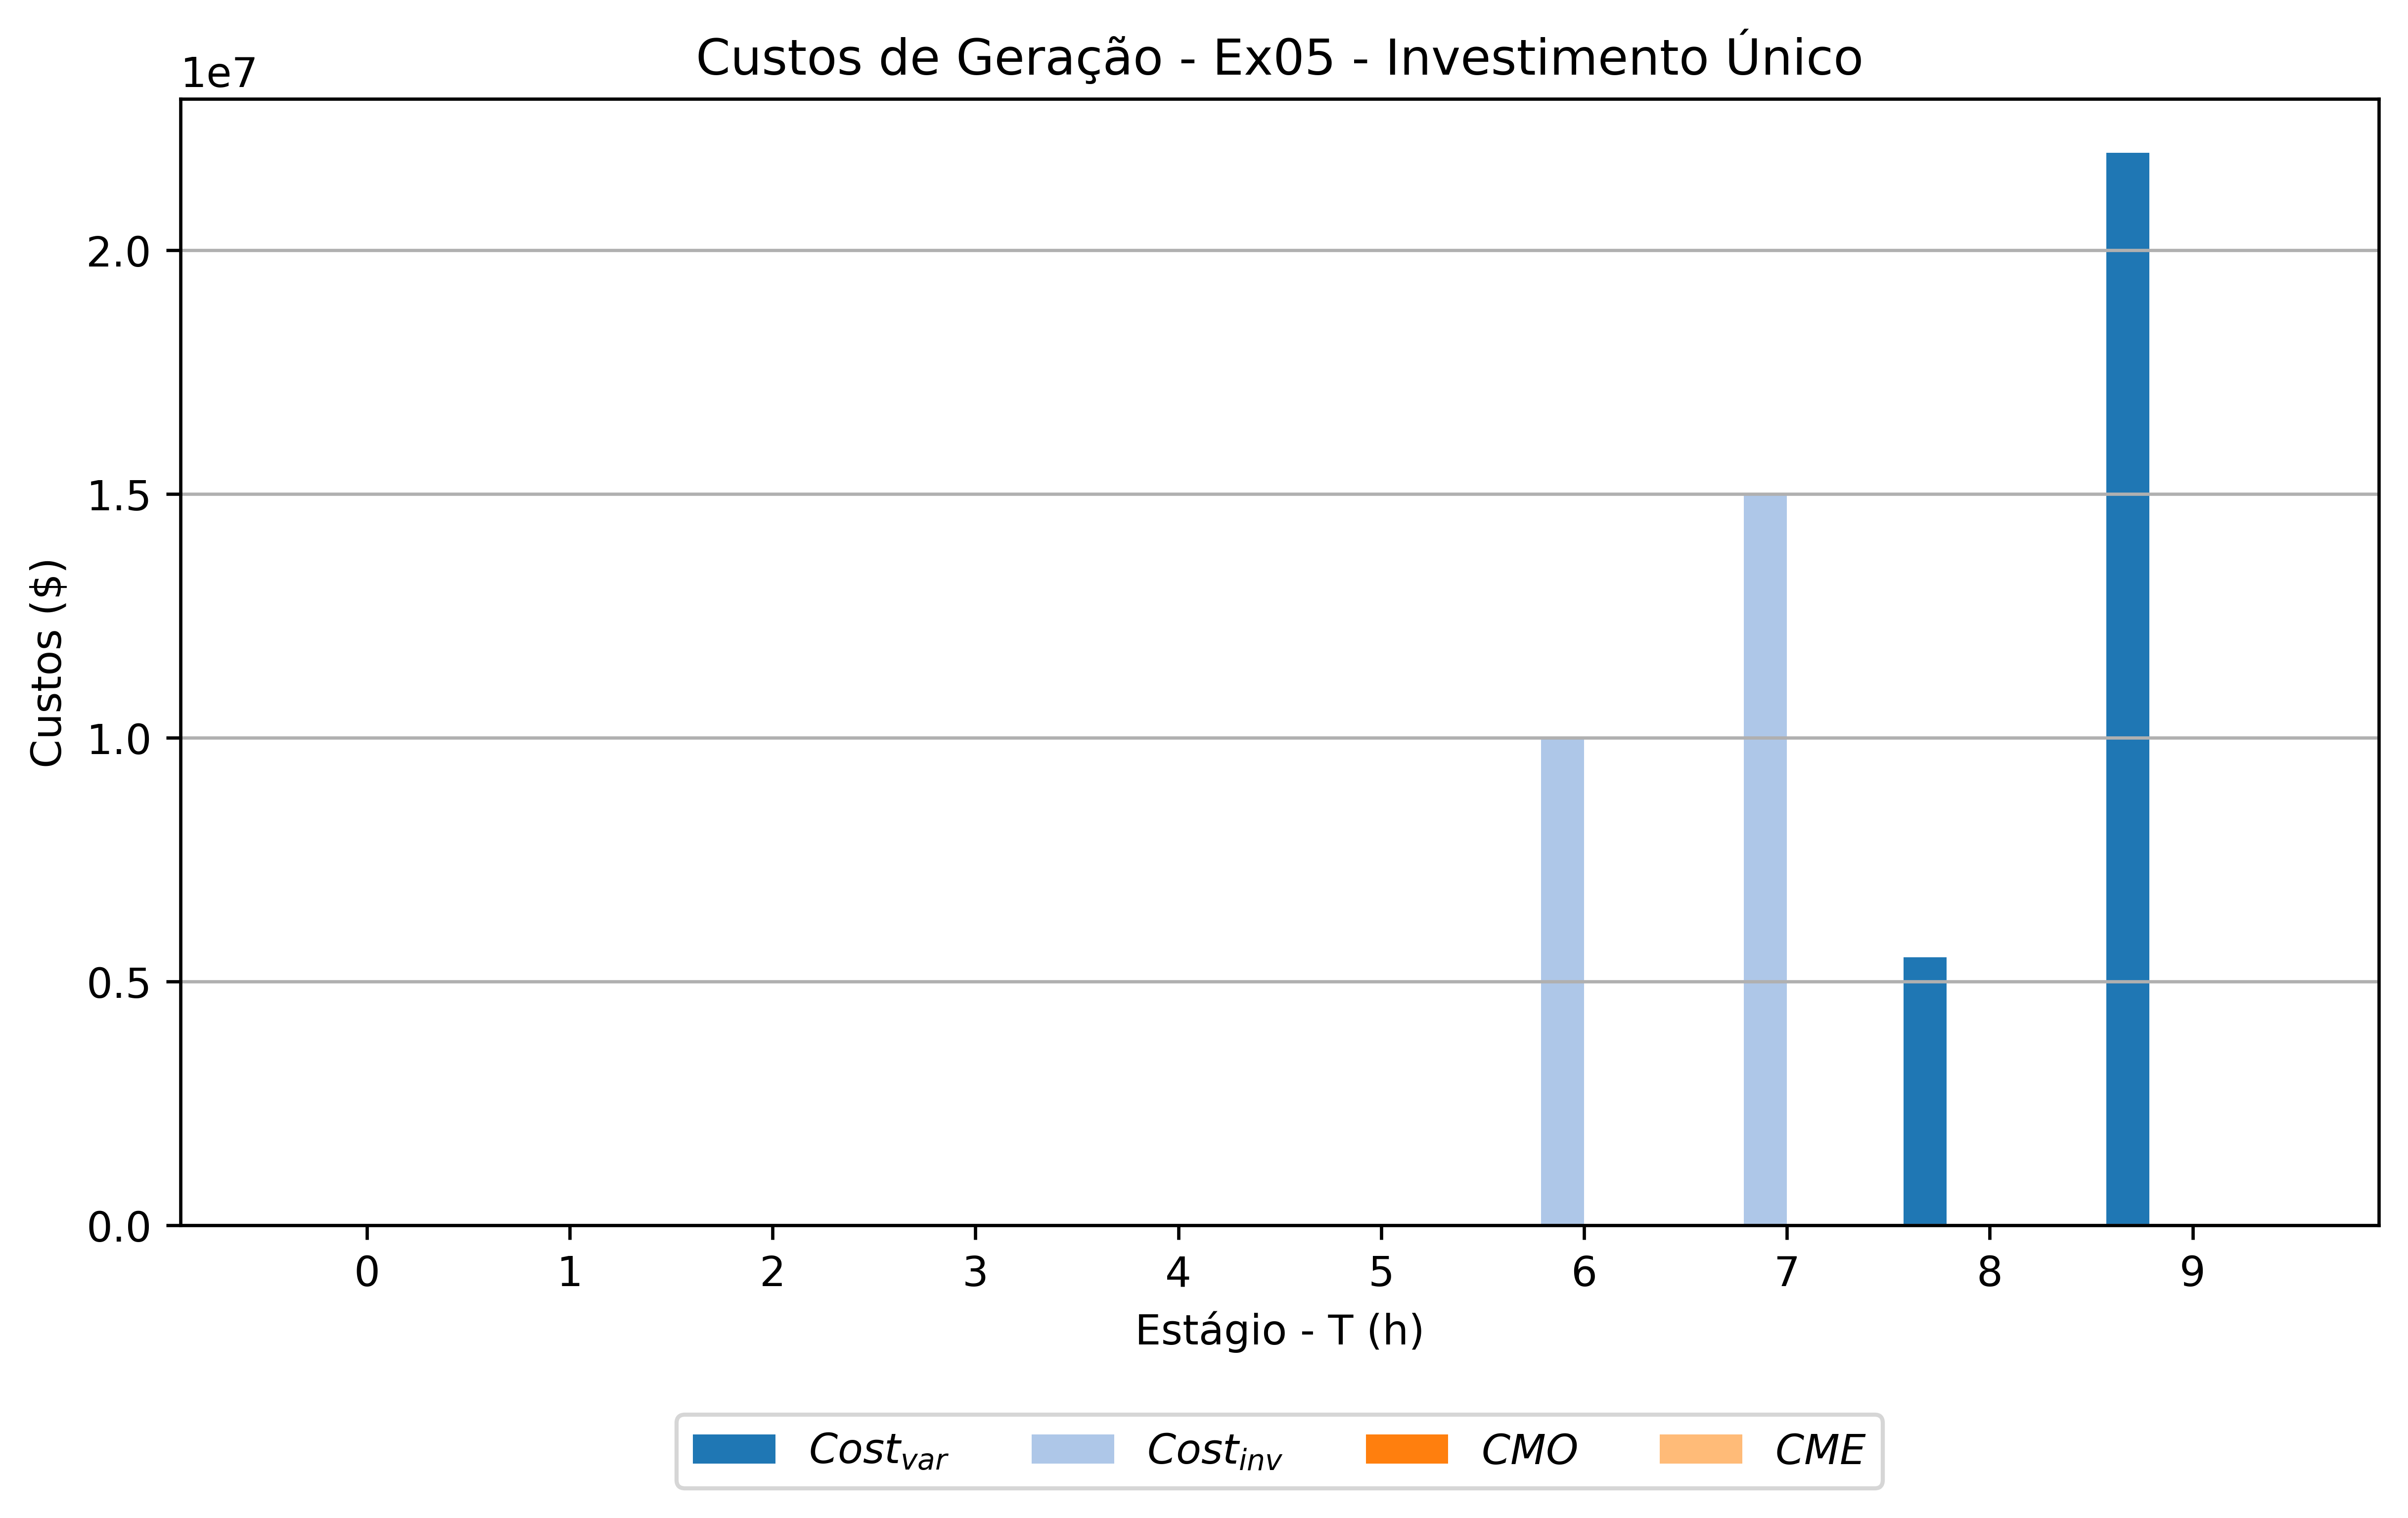 Custos de Geração - Ex05 - Investimento Único
1e7
2.0
1.5
1.0
0.5
0.0
Custos ($)
0 1 2 3 4 5 6 7 8 9
Estágio - T (h)
Cost_var Cost_inv CMO CME